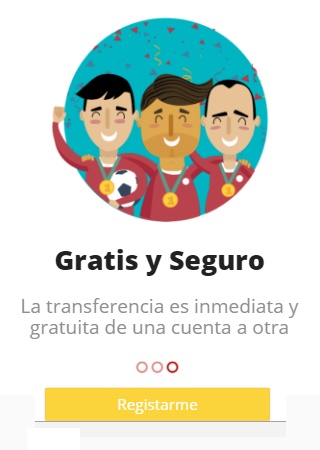 Gratis y Seguro
La transferencia es inmediata y
gratuita de una cuenta a otra
Registarme